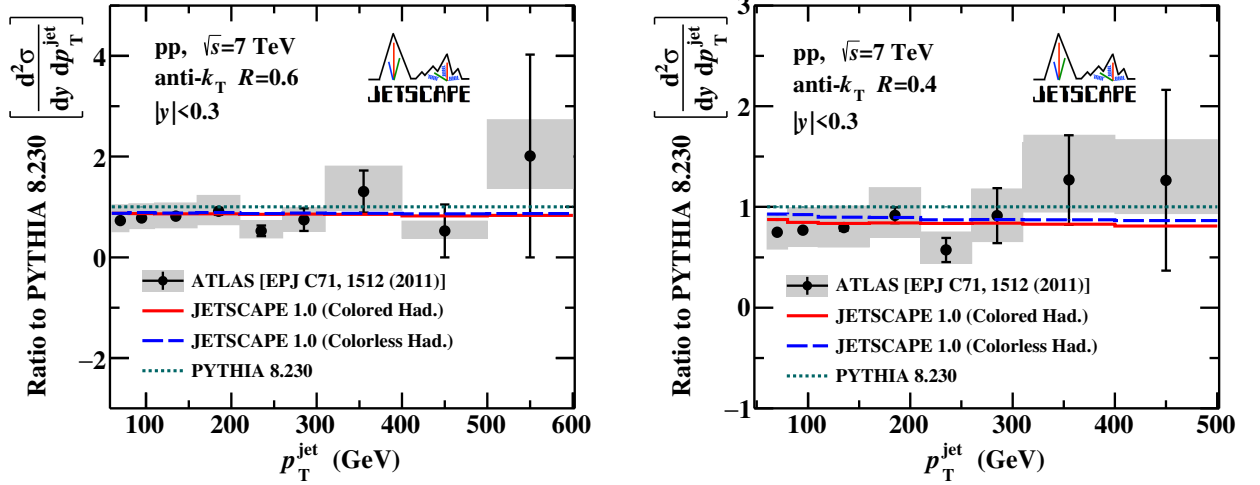 [d²σ / dy dp_T^jet]
Ratio to PYTHIA 8.230
4
2
0
−2
pp, √s=7 TeV
anti-k_T R=0.6
|y|<0.3
JETSCAPE
ATLAS [EPJ C71, 1512 (2011)]
JETSCAPE 1.0 (Colored Had.)
JETSCAPE 1.0 (Colorless Had.)
PYTHIA 8.230
100 200 300 400 500 600
p_T^jet (GeV)
[d²σ / dy dp_T^jet]
Ratio to PYTHIA 8.230
3
2
1
0
−1
pp, √s=7 TeV
anti-k_T R=0.4
|y|<0.3
JETSCAPE
ATLAS [EPJ C71, 1512 (2011)]
JETSCAPE 1.0 (Colored Had.)
JETSCAPE 1.0 (Colorless Had.)
PYTHIA 8.230
100 200 300 400 500
p_T^jet (GeV)